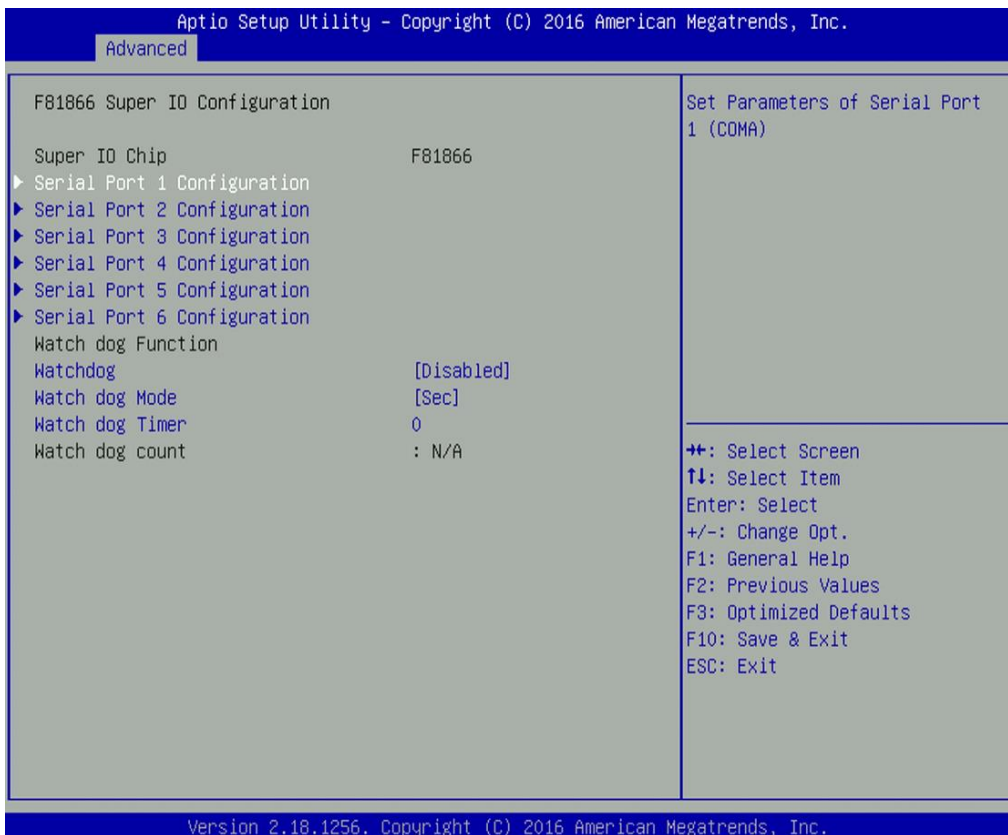 Aptio Setup Utility – Copyright (C) 2016 American Megatrends, Inc.
Advanced
F81866 Super IO Configuration
Super IO Chip F81866
Serial Port 1 Configuration
Serial Port 2 Configuration
Serial Port 3 Configuration
Serial Port 4 Configuration
Serial Port 5 Configuration
Serial Port 6 Configuration
Watch dog Function
Watchdog [Disabled]
Watch dog Mode [Sec]
Watch dog Timer 0
Watch dog count : N/A
Set Parameters of Serial Port
1 (COMA)
→←: Select Screen
↑↓: Select Item
Enter: Select
+/-: Change Opt.
F1: General Help
F2: Previous Values
F3: Optimized Defaults
F10: Save & Exit
ESC: Exit
Version 2.18.1256. Copyright (C) 2016 American Megatrends, Inc.